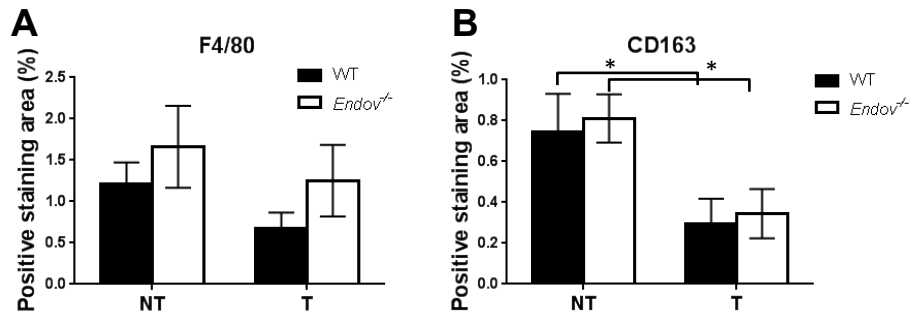 A
F4/80
Positive staining area (%)
2.5
2.0
1.5
1.0
0.5
0.0
NT
T
WT
Endov-/-
B
CD163
Positive staining area (%)
1.0
0.8
0.6
0.4
0.2
0.0
*
*
NT
T
WT
Endov-/-